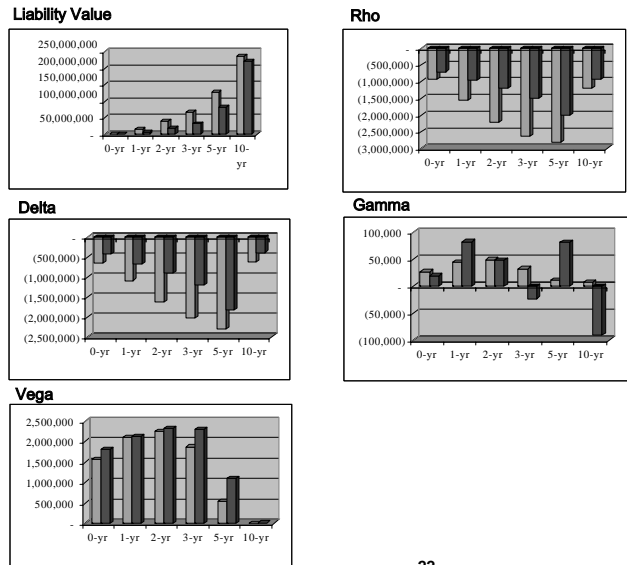 Liability Value
250,000,000
200,000,000
150,000,000
100,000,000
50,000,000
-
0-yr 1-yr 2-yr 3-yr 5-yr 10-
yr
Rho
-
(500,000)
(1,000,000)
(1,500,000)
(2,000,000)
(2,500,000)
(3,000,000)
0-yr 1-yr 2-yr 3-yr 5-yr 10-yr
Delta
-
(500,000)
(1,000,000)
(1,500,000)
(2,000,000)
(2,500,000)
0-yr 1-yr 2-yr 3-yr 5-yr 10-yr
Gamma
100,000
50,000
-
(50,000)
(100,000)
0-yr 1-yr 2-yr 3-yr 5-yr 10-yr
Vega
2,500,000
2,000,000
1,500,000
1,000,000
500,000
-
0-yr 1-yr 2-yr 3-yr 5-yr 10-yr